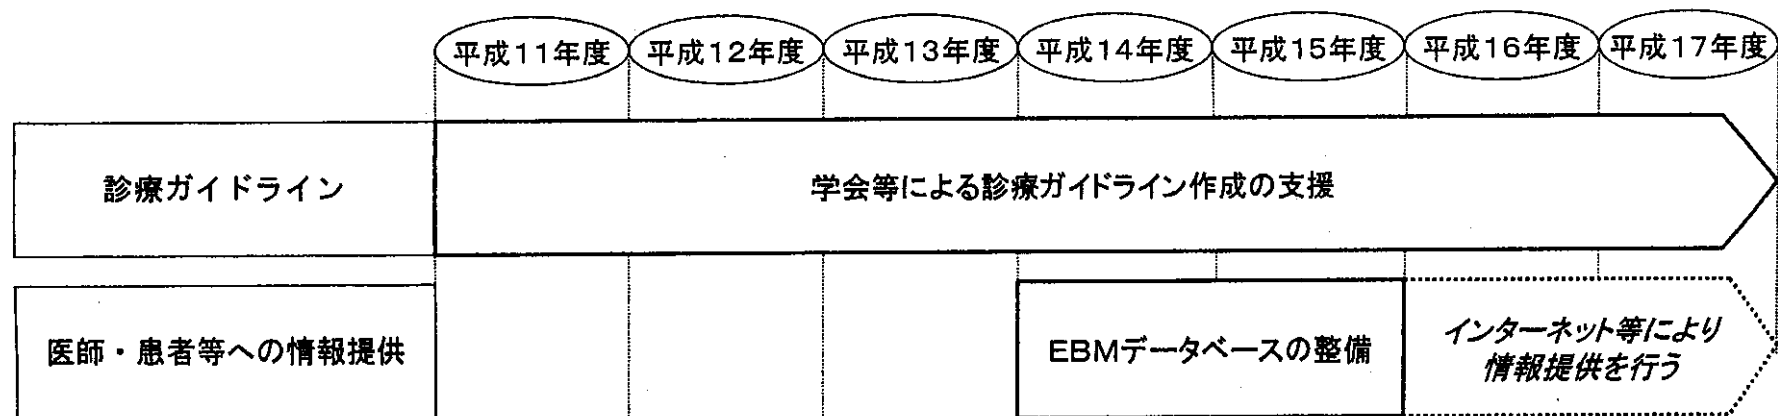 平成11年度 平成12年度 平成13年度 平成14年度 平成15年度 平成16年度 平成17年度
診療ガイドライン
学会等による診療ガイドライン作成の支援
医師・患者等への情報提供
EBMデータベースの整備
インターネット等により
情報提供を行う